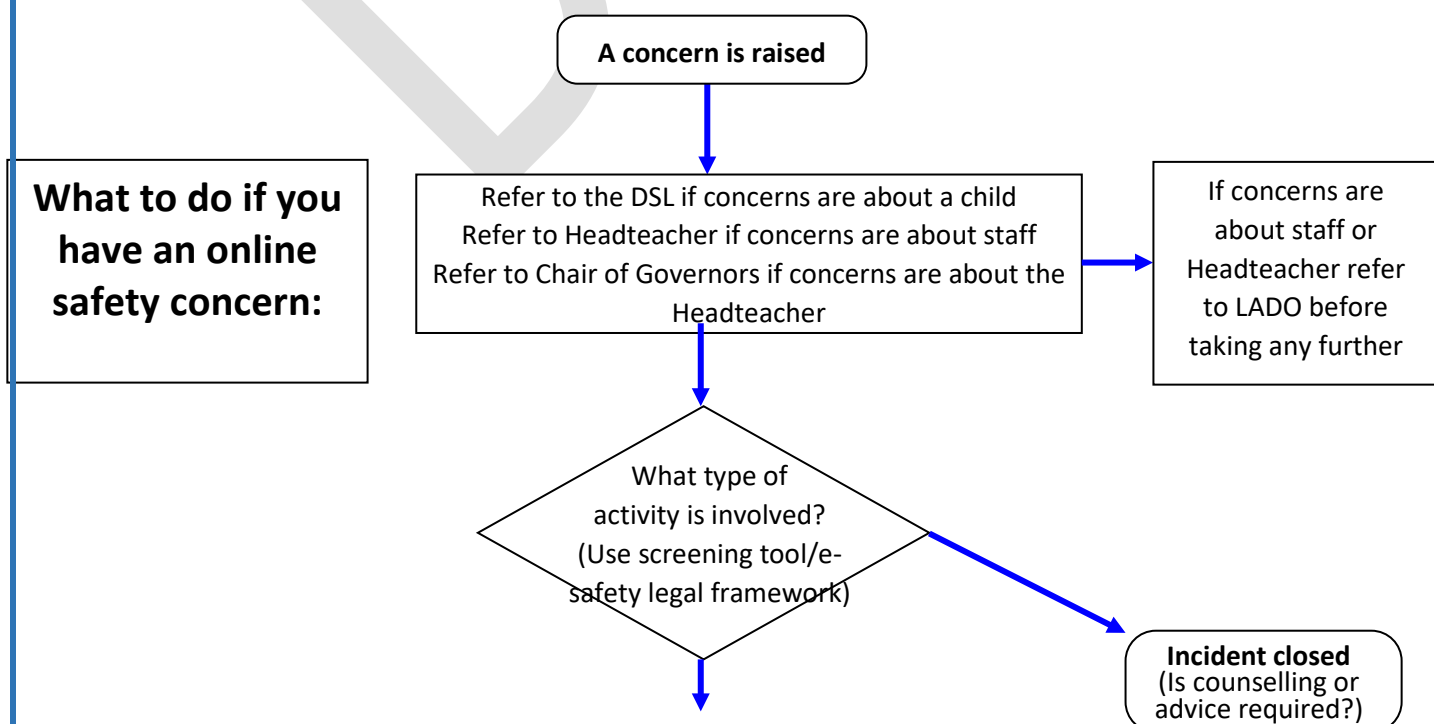 A concern is raised
What to do if you
have an online
safety concern:
Refer to the DSL if concerns are about a child
Refer to Headteacher if concerns are about staff
Refer to Chair of Governors if concerns are about the
Headteacher
If concerns are
about staff or
Headteacher refer
to LADO before
taking any further
What type of
activity is involved?
(Use screening tool/e-
safety legal framework)
Incident closed
(Is counselling or
advice required?)